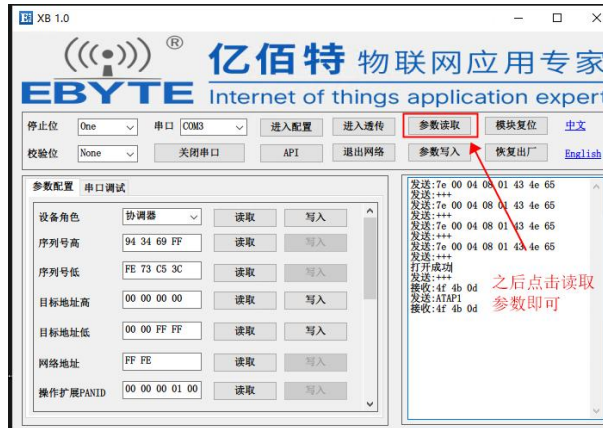 XB 1.0
®
EBYTE
亿佰特 物联网应用专家
Internet of things application expert
停止位 One 串口 COM3 进入配置 进入透传 参数读取 模块复位 中文
校验位 None 关闭串口 API 退出网络 参数写入 恢复出厂 English
参数配置 串口调试
设备角色 协调器 读取 写入
序列号高 94 34 69 FF 读取 写入
序列号低 FE 73 C5 3C 读取 写入
目标地址高 00 00 00 00 读取 写入
目标地址低 00 00 FF FF 读取 写入
网络地址 FF FE 读取 写入
操作扩展PANID 00 00 00 01 00 读取 写入
发送:7e 00 04 08 01 43 4e 65
发送:+++
发送:7e 00 04 08 01 43 4e 65
发送:+++
发送:7e 00 04 08 01 43 4e 65
发送:+++
发送:7e 00 04 08 01 43 4e 65
发送:+++
打开成功
发送:+++
接收:4f 4b 0d
发送:ATAP1
接收:4f 4b 0d
之后点击读取
参数即可